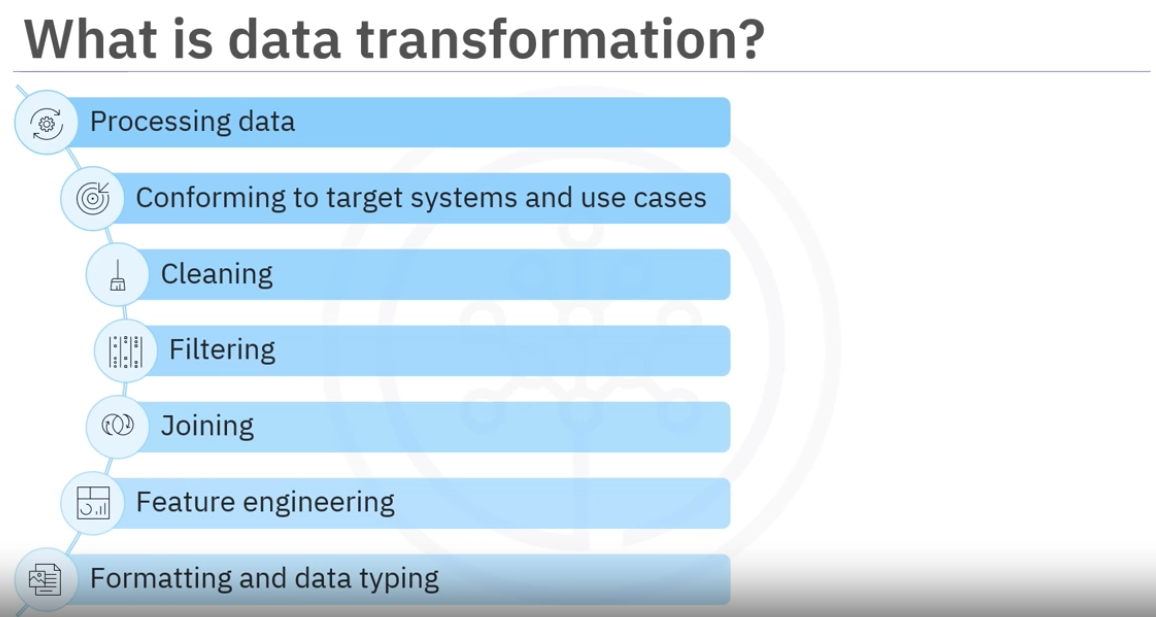 What is data transformation?
Processing data
Conforming to target systems and use cases
Cleaning
Filtering
Joining
Feature engineering
Formatting and data typing